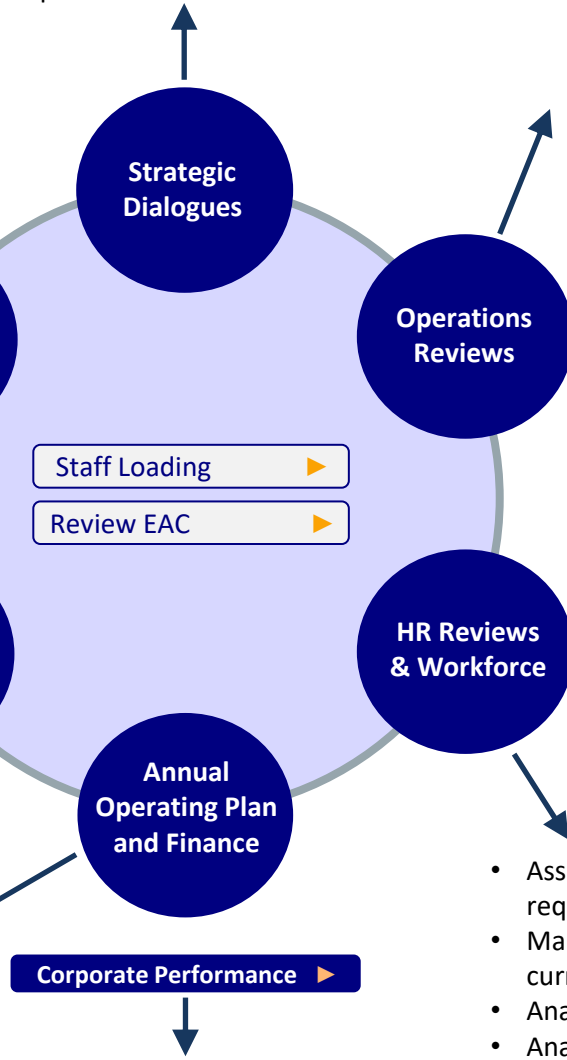 Strategic
Dialogues
Operations
Reviews
Staff Loading
Review EAC
HR Reviews
& Workforce
Annual
Operating Plan
and Finance
Corporate Performance